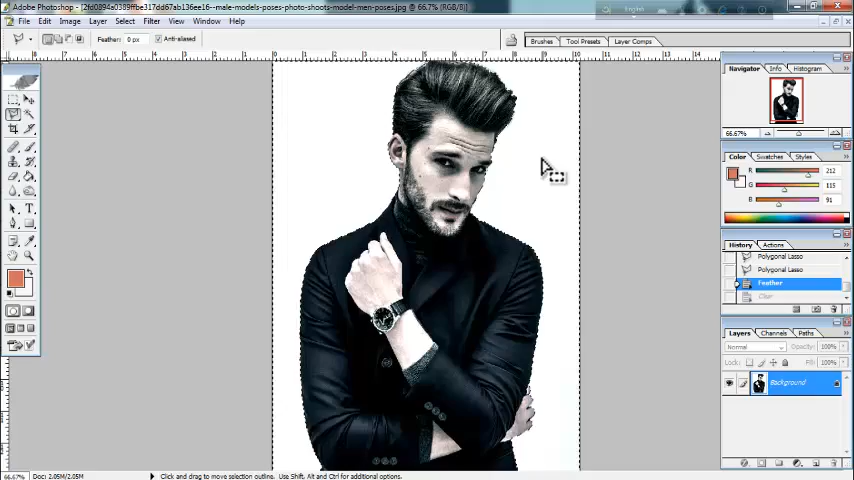 Adobe Photoshop - [2fd0894a0389ffbe317dd67ab136ee16--male-models-poses-photo-shoots-model-men-poses.jpg @ 66.7% (RGB/8)]
English
File Edit Image Layer Select Filter View Window Help
Feather: 0 px Anti-aliased
Brushes Tool Presets Layer Comps
Navigator Info Histogram
66.67%
Color Swatches Styles
R 212
G 115
B 91
History Actions
Polygonal Lasso
Polygonal Lasso
Feather
Layers Channels Paths
Normal Opacity: 100%
Lock: Fill: 100%
Background
66.67% Doc: 2.05M/2.05M Click and drag to move selection outline. Use Shift, Alt and Ctrl for additional options.